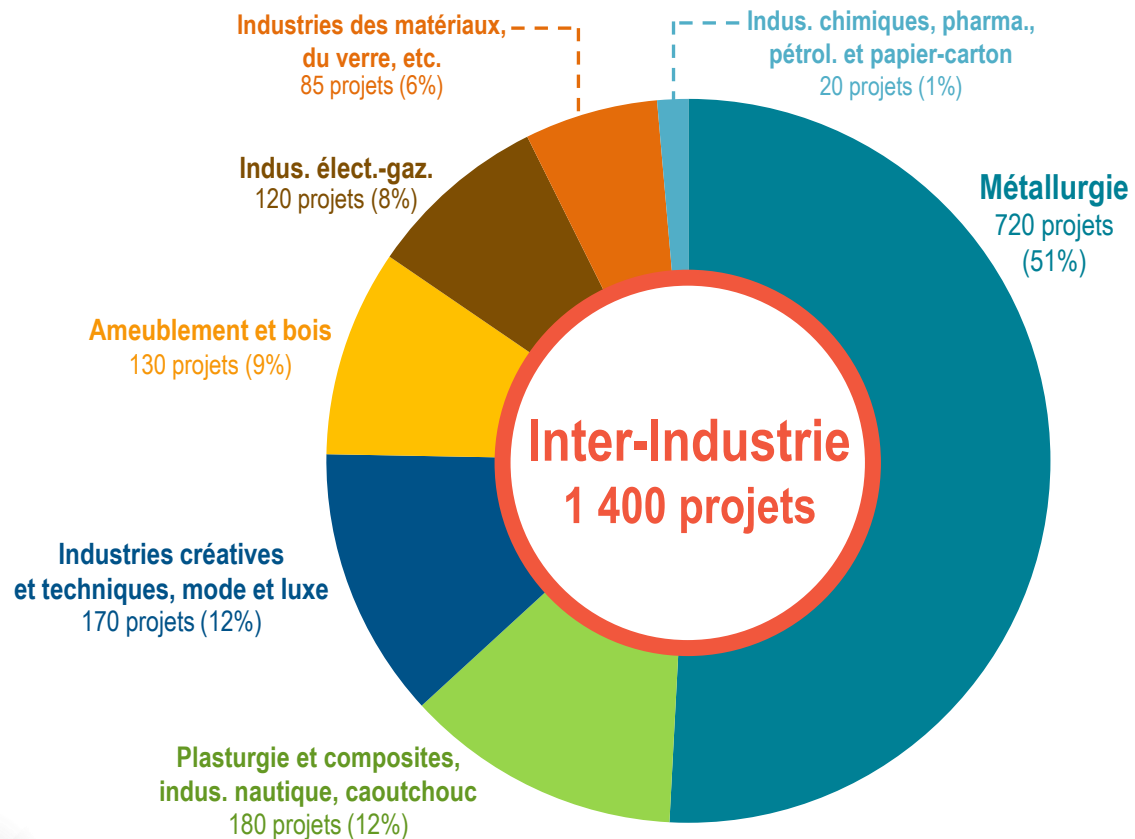 Industries des matériaux,
du verre, etc.
85 projets (6%)
Indus. chimiques, pharma.,
pétrol. et papier-carton
20 projets (1%)
Indus. élect.-gaz.
120 projets (8%)
Métallurgie
720 projets
(51%)
Ameublement et bois
130 projets (9%)
Inter-Industrie
1 400 projets
Industries créatives
et techniques, mode et luxe
170 projets (12%)
Plasturgie et composites,
indus. nautique, caoutchouc
180 projets (12%)